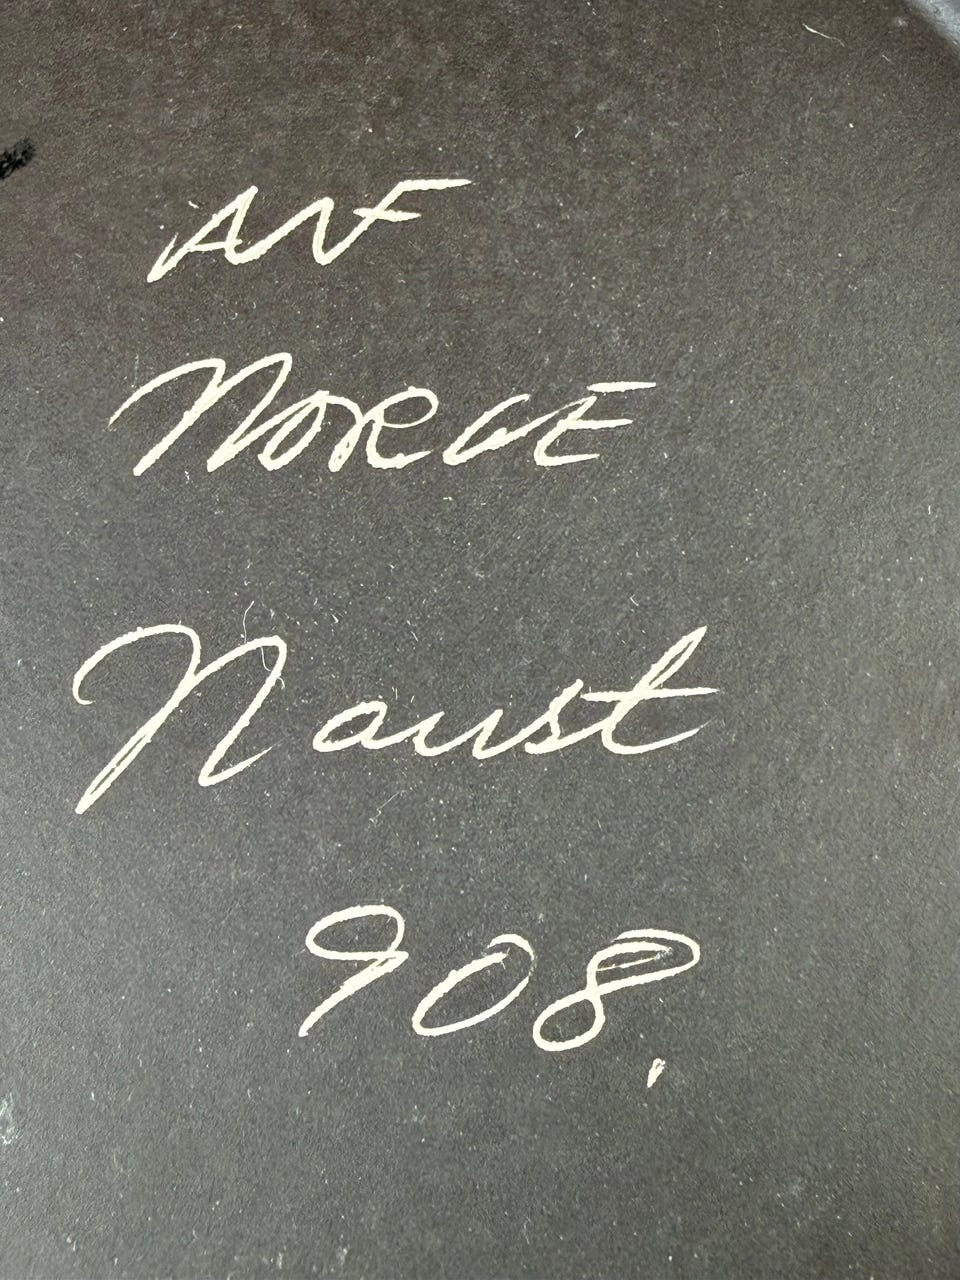 ANF
NORGE
Naust
908.